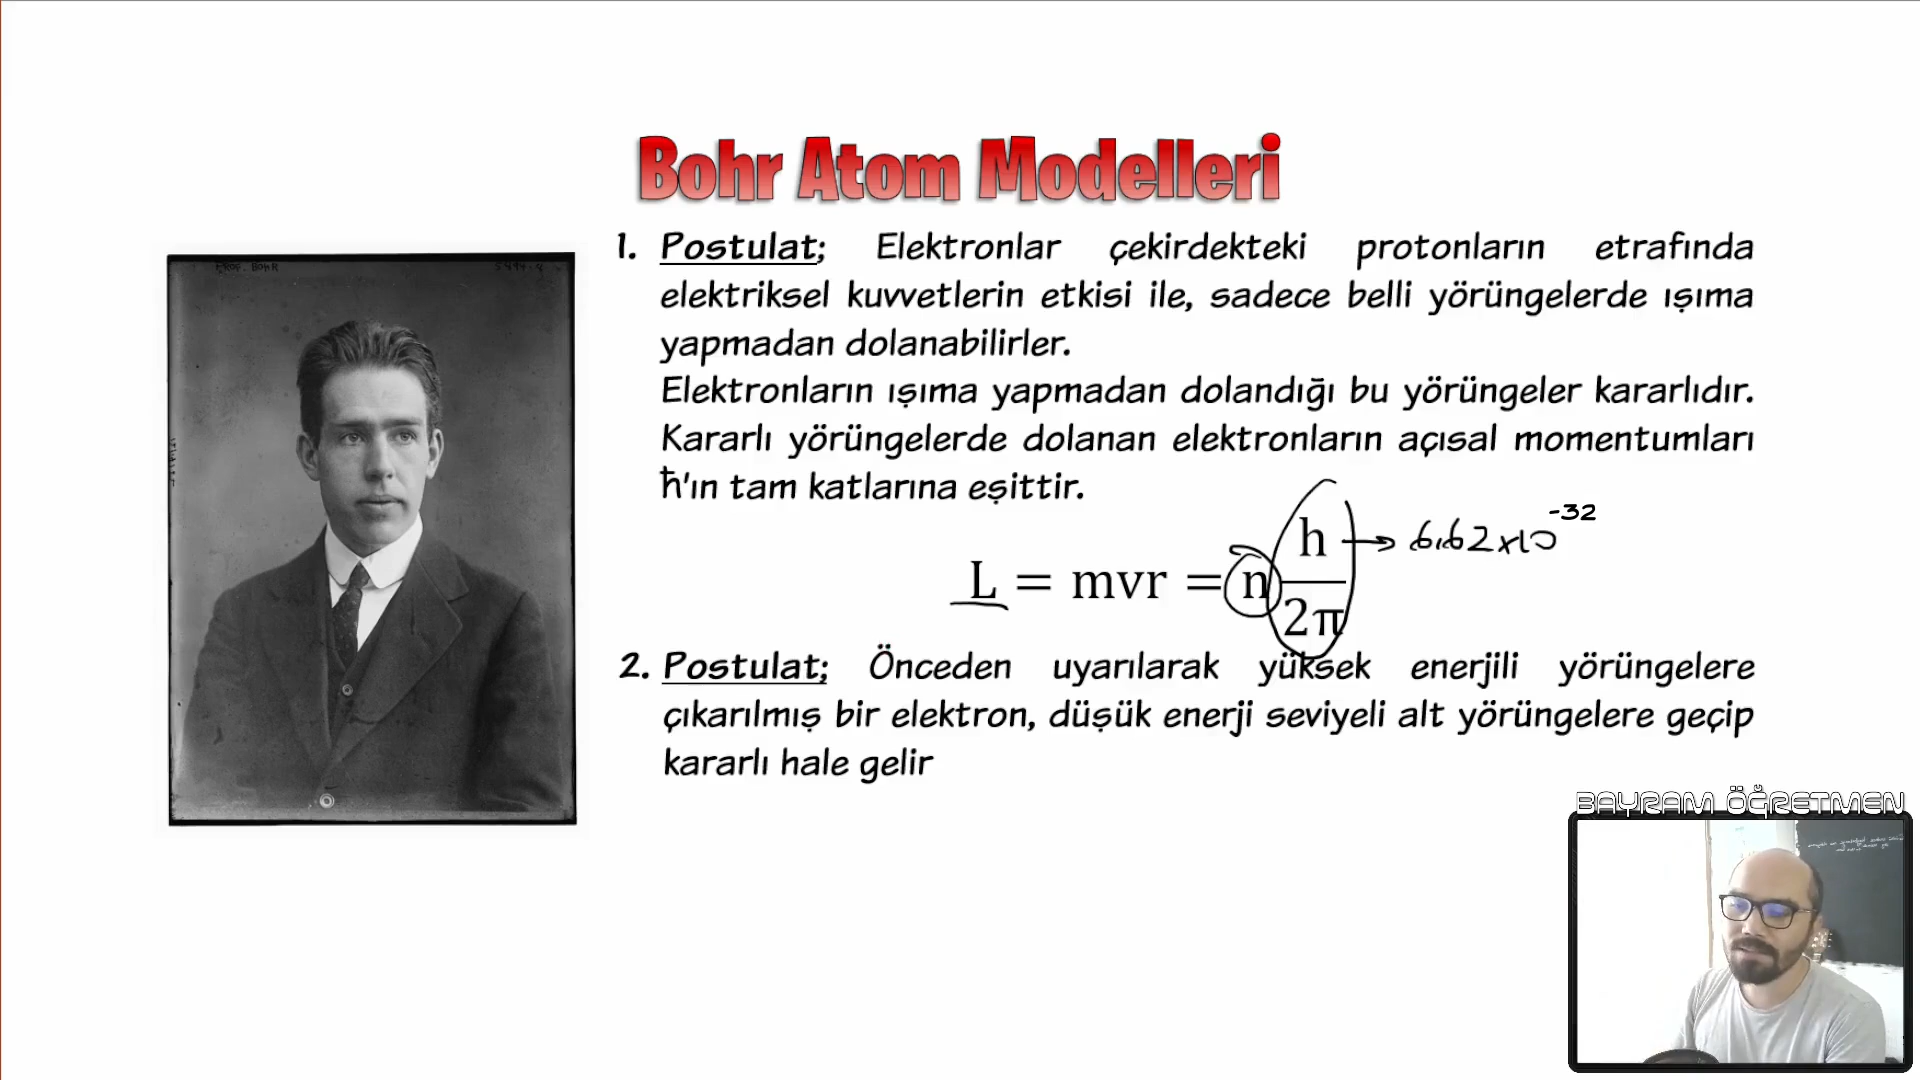 Bohr Atom Modelleri
1. Postulat; Elektronlar çekirdekteki protonların etrafında
elektriksel kuvvetlerin etkisi ile, sadece belli yörüngelerde ışıma
yapmadan dolanabilirler.
Elektronların ışıma yapmadan dolandığı bu yörüngeler kararlıdır.
Kararlı yörüngelerde dolanan elektronların açısal momentumları
ħ'ın tam katlarına eşittir.
L = mvr = n h/2π → 6,62x10^-32
2. Postulat; Önceden uyarılarak yüksek enerjili yörüngelere
çıkarılmış bir elektron, düşük enerji seviyeli alt yörüngelere geçip
kararlı hale gelir
PROF. BOHR
BAYRAM ÖĞRETMEN